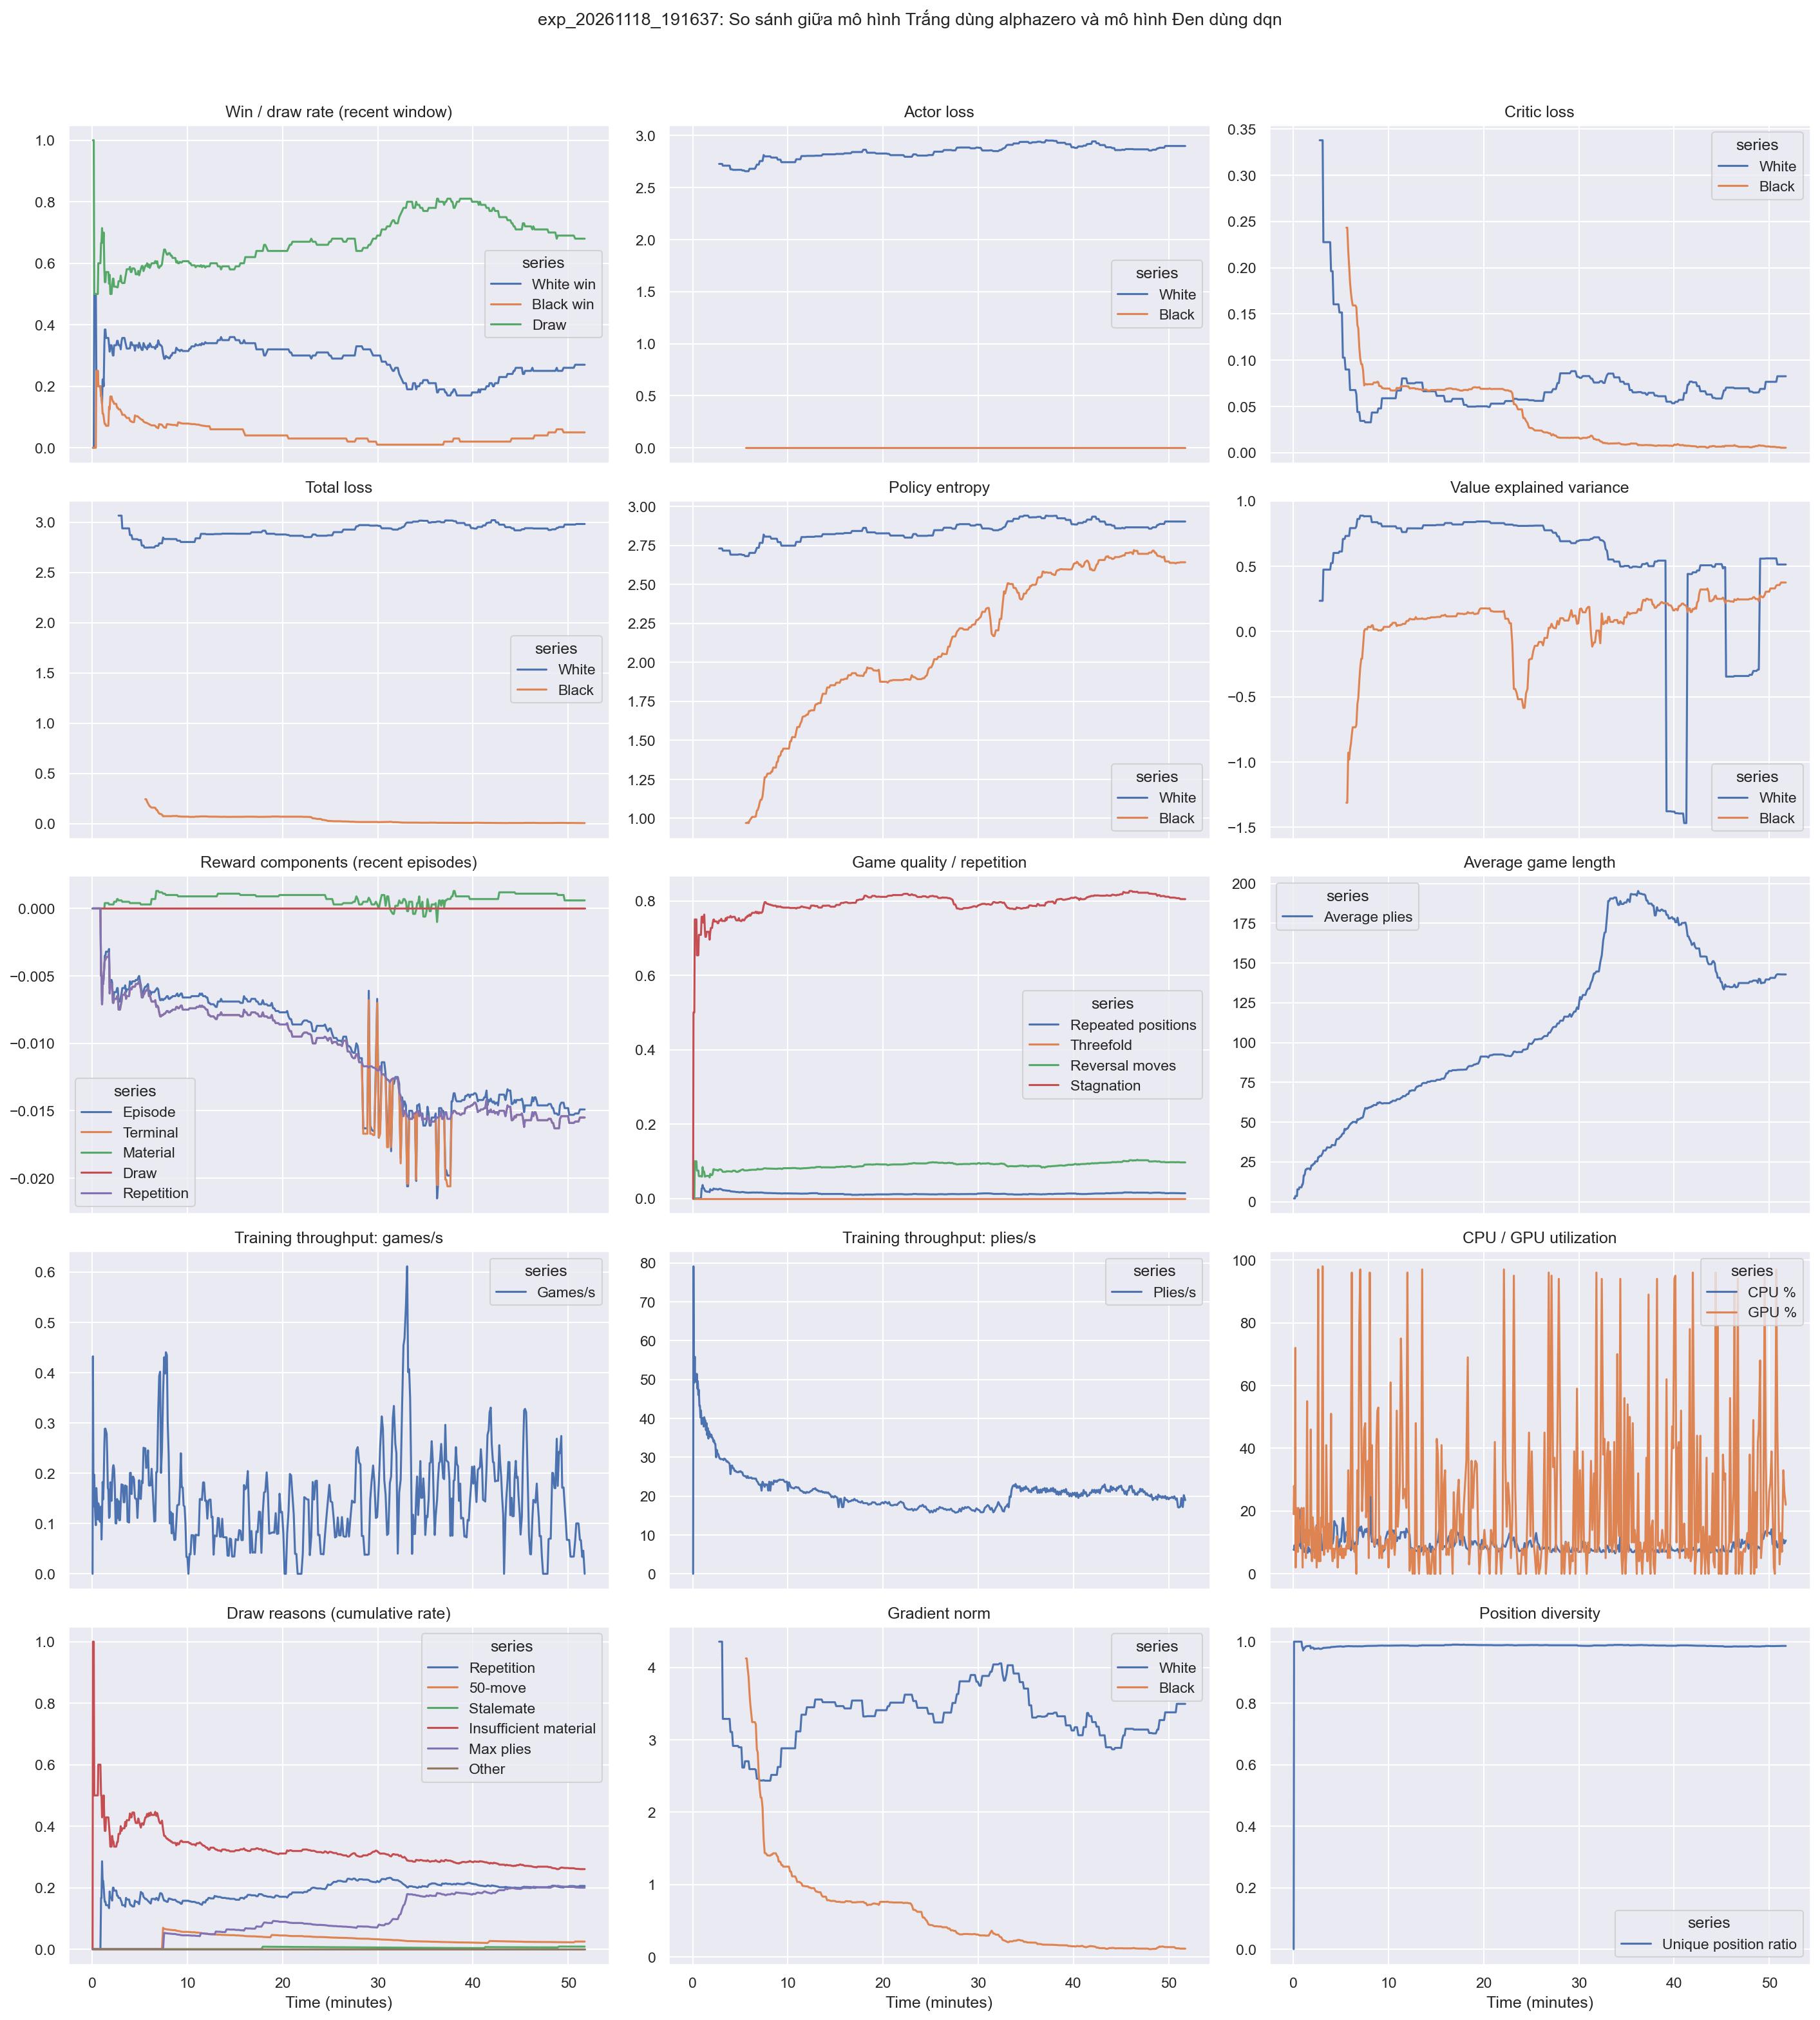 exp_20261118_191637: So sánh giữa mô hình Trắng dùng alphazero và mô hình Đen dùng dqn
Win / draw rate (recent window)
1.0
0.8
0.6
0.4
0.2
0.0
series
White win
Black win
Draw
Actor loss
3.0
2.5
2.0
1.5
1.0
0.5
0.0
series
White
Black
Critic loss
0.35
0.30
0.25
0.20
0.15
0.10
0.05
0.00
series
White
Black
Total loss
3.0
2.5
2.0
1.5
1.0
0.5
0.0
series
White
Black
Policy entropy
3.00
2.75
2.50
2.25
2.00
1.75
1.50
1.25
1.00
series
White
Black
Value explained variance
1.0
0.5
0.0
−0.5
−1.0
−1.5
series
White
Black
Reward components (recent episodes)
0.000
−0.005
−0.010
−0.015
−0.020
series
Episode
Terminal
Material
Draw
Repetition
Game quality / repetition
0.8
0.6
0.4
0.2
0.0
series
Repeated positions
Threefold
Reversal moves
Stagnation
Average game length
200
175
150
125
100
75
50
25
0
series
Average plies
Training throughput: games/s
0.6
0.5
0.4
0.3
0.2
0.1
0.0
series
Games/s
Training throughput: plies/s
80
70
60
50
40
30
20
10
0
series
Plies/s
CPU / GPU utilization
100
80
60
40
20
0
series
CPU %
GPU %
Draw reasons (cumulative rate)
1.0
0.8
0.6
0.4
0.2
0.0
series
Repetition
50-move
Stalemate
Insufficient material
Max plies
Other
0 10 20 30 40 50
Time (minutes)
Gradient norm
4
3
2
1
0
series
White
Black
0 10 20 30 40 50
Time (minutes)
Position diversity
1.0
0.8
0.6
0.4
0.2
0.0
series
Unique position ratio
0 10 20 30 40 50
Time (minutes)